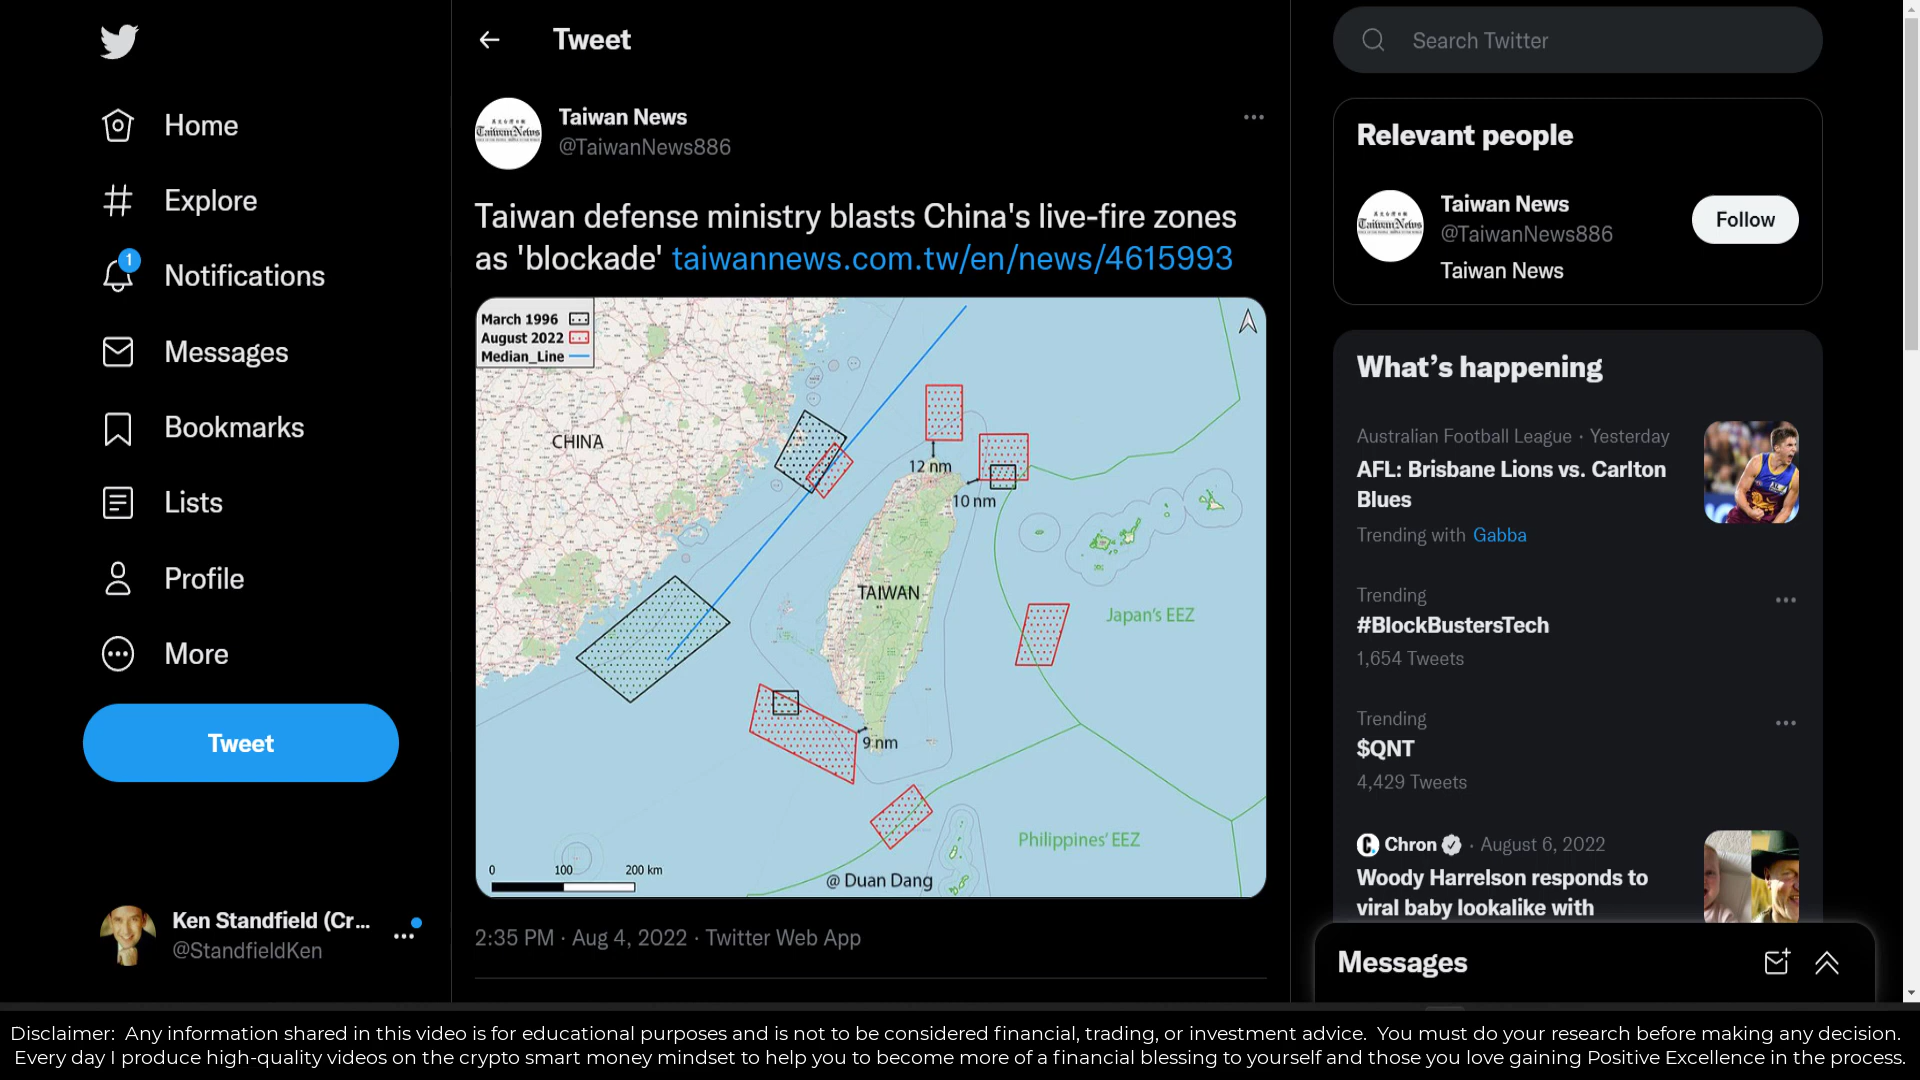 Home
Explore
1
Notifications
Messages
Bookmarks
Lists
Profile
More
Tweet
Ken Standfield (Cr...
@StandfieldKen
Tweet
Taiwan News
Taiwan News
@TaiwanNews886
Taiwan defense ministry blasts China's live-fire zones
as 'blockade' taiwannews.com.tw/en/news/4615993
March 1996
August 2022
Median_Line
CHINA
12 nm
10 nm
TAIWAN
Japan's EEZ
9 nm
Philippines' EEZ
0 100 200 km
@ Duan Dang
2:35 PM · Aug 4, 2022 · Twitter Web App
Search Twitter
Relevant people
Taiwan News
Taiwan News
@TaiwanNews886
Follow
Taiwan News
What's happening
Australian Football League · Yesterday
AFL: Brisbane Lions vs. Carlton
Blues
Trending with Gabba
Trending
#BlockBustersTech
1,654 Tweets
Trending
$QNT
4,429 Tweets
C Chron · August 6, 2022
Woody Harrelson responds to
viral baby lookalike with
Messages
Disclaimer: Any information shared in this video is for educational purposes and is not to be considered financial, trading, or investment advice. You must do your research before making any decision.
Every day I produce high-quality videos on the crypto smart money mindset to help you to become more of a financial blessing to yourself and those you love gaining Positive Excellence in the process.